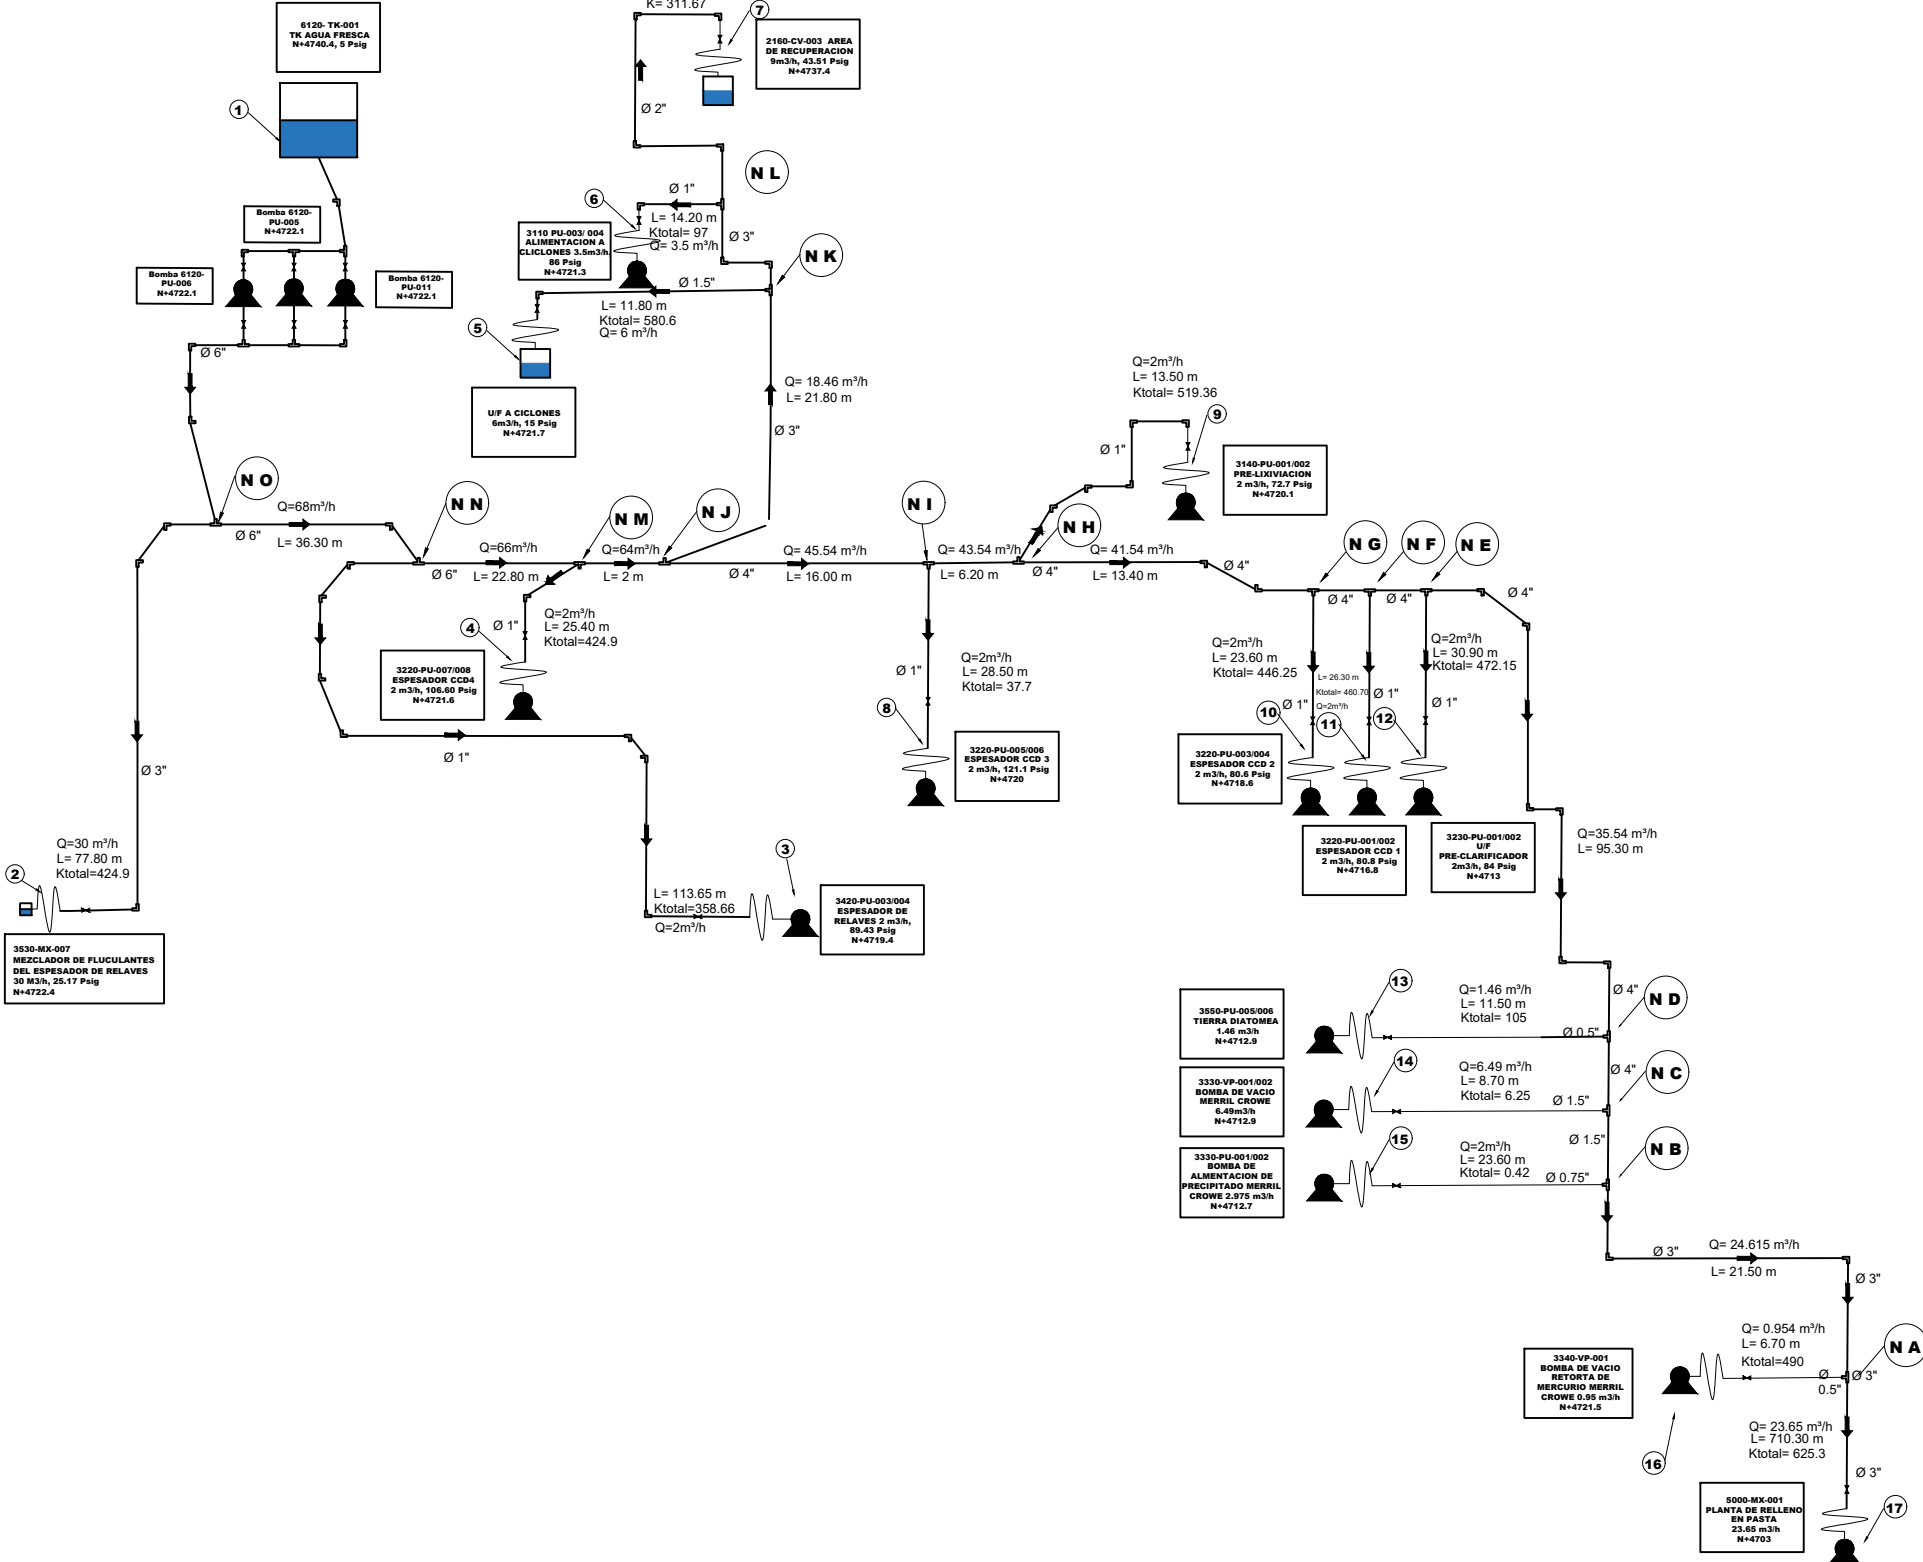 6120- TK-001
TK AGUA FRESCA
N+4740.4, 5 Psig
1
Bomba 6120-
PU-005
N+4722.1
Bomba 6120-
PU-006
N+4722.1
Bomba 6120-
PU-011
N+4722.1
Ø 6"
K= 311.67
7
2160-CV-003 AREA
DE RECUPERACION
9m3/h, 43.51 Psig
N+4737.4
Ø 2"
N L
Ø 1"
6
L= 14.20 m
Ktotal= 97
Q= 3.5 m³/h
3110 PU-003/ 004
ALIMENTACION A
CLICLONES 3.5m3/h,
86 Psig
N+4721.3
Ø 3"
N K
Ø 1.5"
L= 11.80 m
Ktotal= 580.6
Q= 6 m³/h
5
U/F A CICLONES
6m3/h, 15 Psig
N+4721.7
Q= 18.46 m³/h
L= 21.80 m
Ø 3"
Q=2m³/h
L= 13.50 m
Ktotal= 519.36
9
Ø 1"
3140-PU-001/002
PRE-LIXIVIACION
2 m3/h, 72.7 Psig
N+4720.1
N O
Q=68m³/h
Ø 6"
L= 36.30 m
N N
Q=66m³/h
Ø 6"
L= 22.80 m
N M
Q=64m³/h
L= 2 m
N J
Q= 45.54 m³/h
Ø 4"
L= 16.00 m
N I
Q= 43.54 m³/h
L= 6.20 m
N H
Ø 4"
Q= 41.54 m³/h
L= 13.40 m
Ø 4"
N G
N F
N E
Ø 4"
Ø 4"
Ø 4"
4
Ø 1"
Q=2m³/h
L= 25.40 m
Ktotal=424.9
3220-PU-007/008
ESPESADOR CCD4
2 m3/h, 106.60 Psig
N+4721.6
Ø 1"
Q=2m³/h
L= 28.50 m
Ktotal= 37.7
Ø 1"
8
3220-PU-005/006
ESPESADOR CCD 3
2 m3/h, 121.1 Psig
N+4720
Q=2m³/h
L= 23.60 m
Ktotal= 446.25
L= 26.30 m
Ktotal= 460.70
Q=2m³/h
Q=2m³/h
L= 30.90 m
Ktotal= 472.15
Ø 1"
Ø 1"
Ø 1"
10
11
12
3220-PU-003/004
ESPESADOR CCD 2
2 m3/h, 80.6 Psig
N+4718.6
3220-PU-001/002
ESPESADOR CCD 1
2 m3/h, 80.8 Psig
N+4716.8
3230-PU-001/002
U/F
PRE-CLARIFICADOR
2m3/h, 84 Psig
N+4713
Q=35.54 m³/h
L= 95.30 m
Ø 3"
Q=30 m³/h
L= 77.80 m
Ktotal=424.9
2
3530-MX-007
MEZCLADOR DE FLUCULANTES
DEL ESPESADOR DE RELAVES
30 M3/h, 25.17 Psig
N+4722.4
3
L= 113.65 m
Ktotal=358.66
Q=2m³/h
3420-PU-003/004
ESPESADOR DE
RELAVES 2 m3/h,
89.43 Psig
N+4719.4
13
3550-PU-005/006
TIERRA DIATOMEA
1.46 m3/h
N+4712.9
Q=1.46 m³/h
L= 11.50 m
Ktotal= 105
Ø 0.5"
Ø 4"
N D
14
3330-VP-001/002
BOMBA DE VACIO
MERRIL CROWE
6.49m3/h
N+4712.9
Q=6.49 m³/h
L= 8.70 m
Ktotal= 6.25
Ø 1.5"
Ø 4"
N C
Ø 1.5"
15
3330-PU-001/002
BOMBA DE
ALMENTACION DE
PRECIPITADO MERRIL
CROWE 2.975 m3/h
N+4712.7
Q=2m³/h
L= 23.60 m
Ktotal= 0.42
Ø 0.75"
N B
Ø 3"
Q= 24.615 m³/h
L= 21.50 m
Ø 3"
3340-VP-001
BOMBA DE VACIO
RETORTA DE
MERCURIO MERRIL
CROWE 0.95 m3/h
N+4721.5
16
Q= 0.954 m³/h
L= 6.70 m
Ktotal=490
Ø
0.5"
Ø 3"
N A
Q= 23.65 m³/h
L= 710.30 m
Ktotal= 625.3
Ø 3"
5000-MX-001
PLANTA DE RELLENO
EN PASTA
23.65 m3/h
N+4703
17